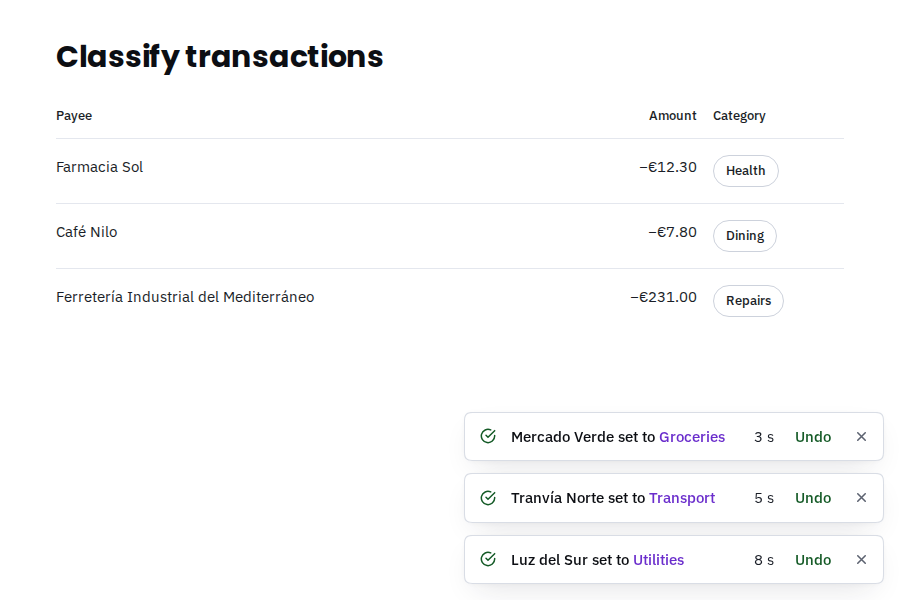 Classify transactions
Payee Amount Category
Farmacia Sol −€12.30 Health
Café Nilo −€7.80 Dining
Ferretería Industrial del Mediterráneo −€231.00 Repairs
Mercado Verde set to Groceries 3 s Undo
Tranvía Norte set to Transport 5 s Undo
Luz del Sur set to Utilities 8 s Undo